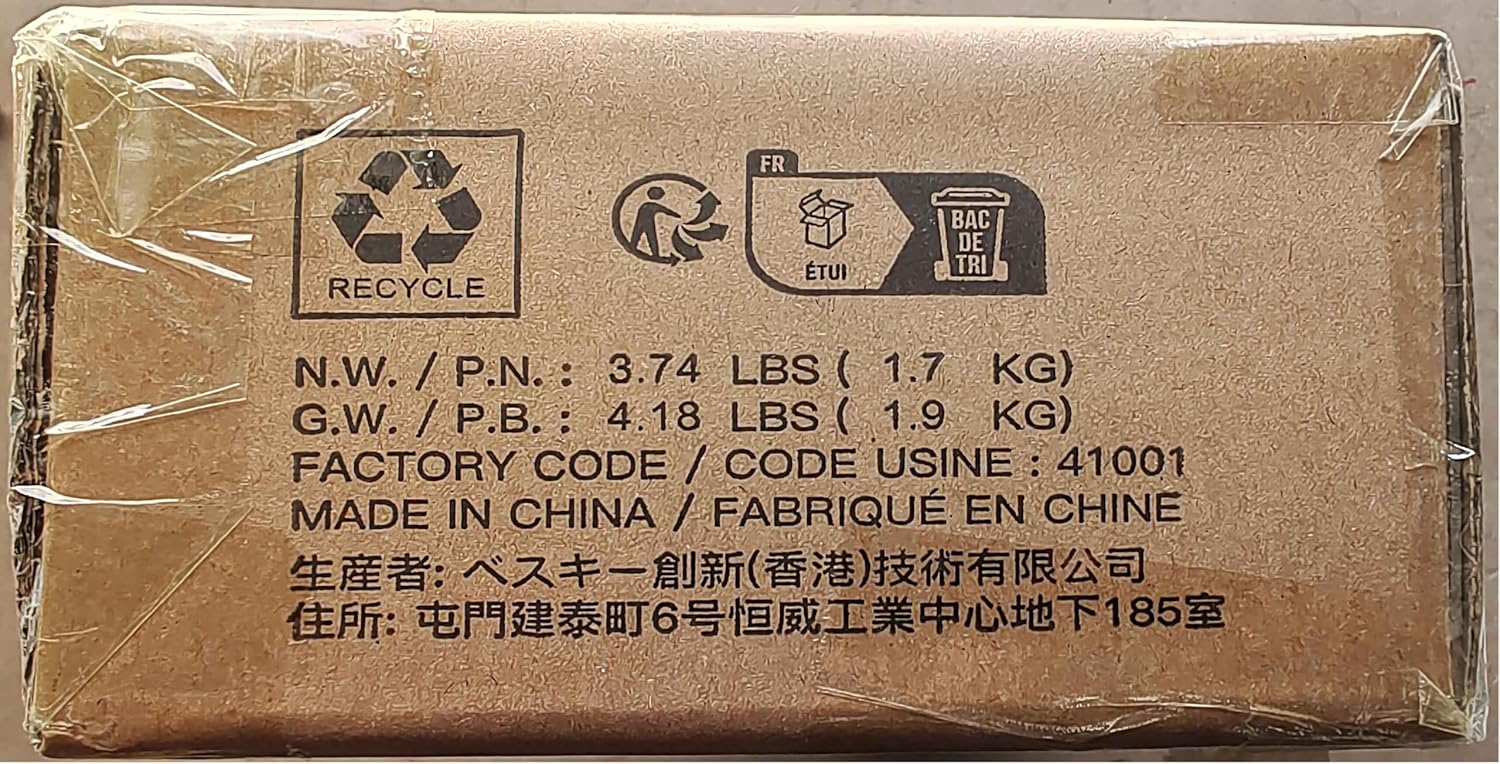 RECYCLE
FR
ÉTUI
BAC
DE
TRI
N.W. / P.N. : 3.74 LBS ( 1.7 KG)
G.W. / P.B. : 4.18 LBS ( 1.9 KG)
FACTORY CODE / CODE USINE : 41001
MADE IN CHINA / FABRIQUÉ EN CHINE
生産者: ベスキー創新(香港)技術有限公司
住所: 屯門建泰町6号恒威工業中心地下185室